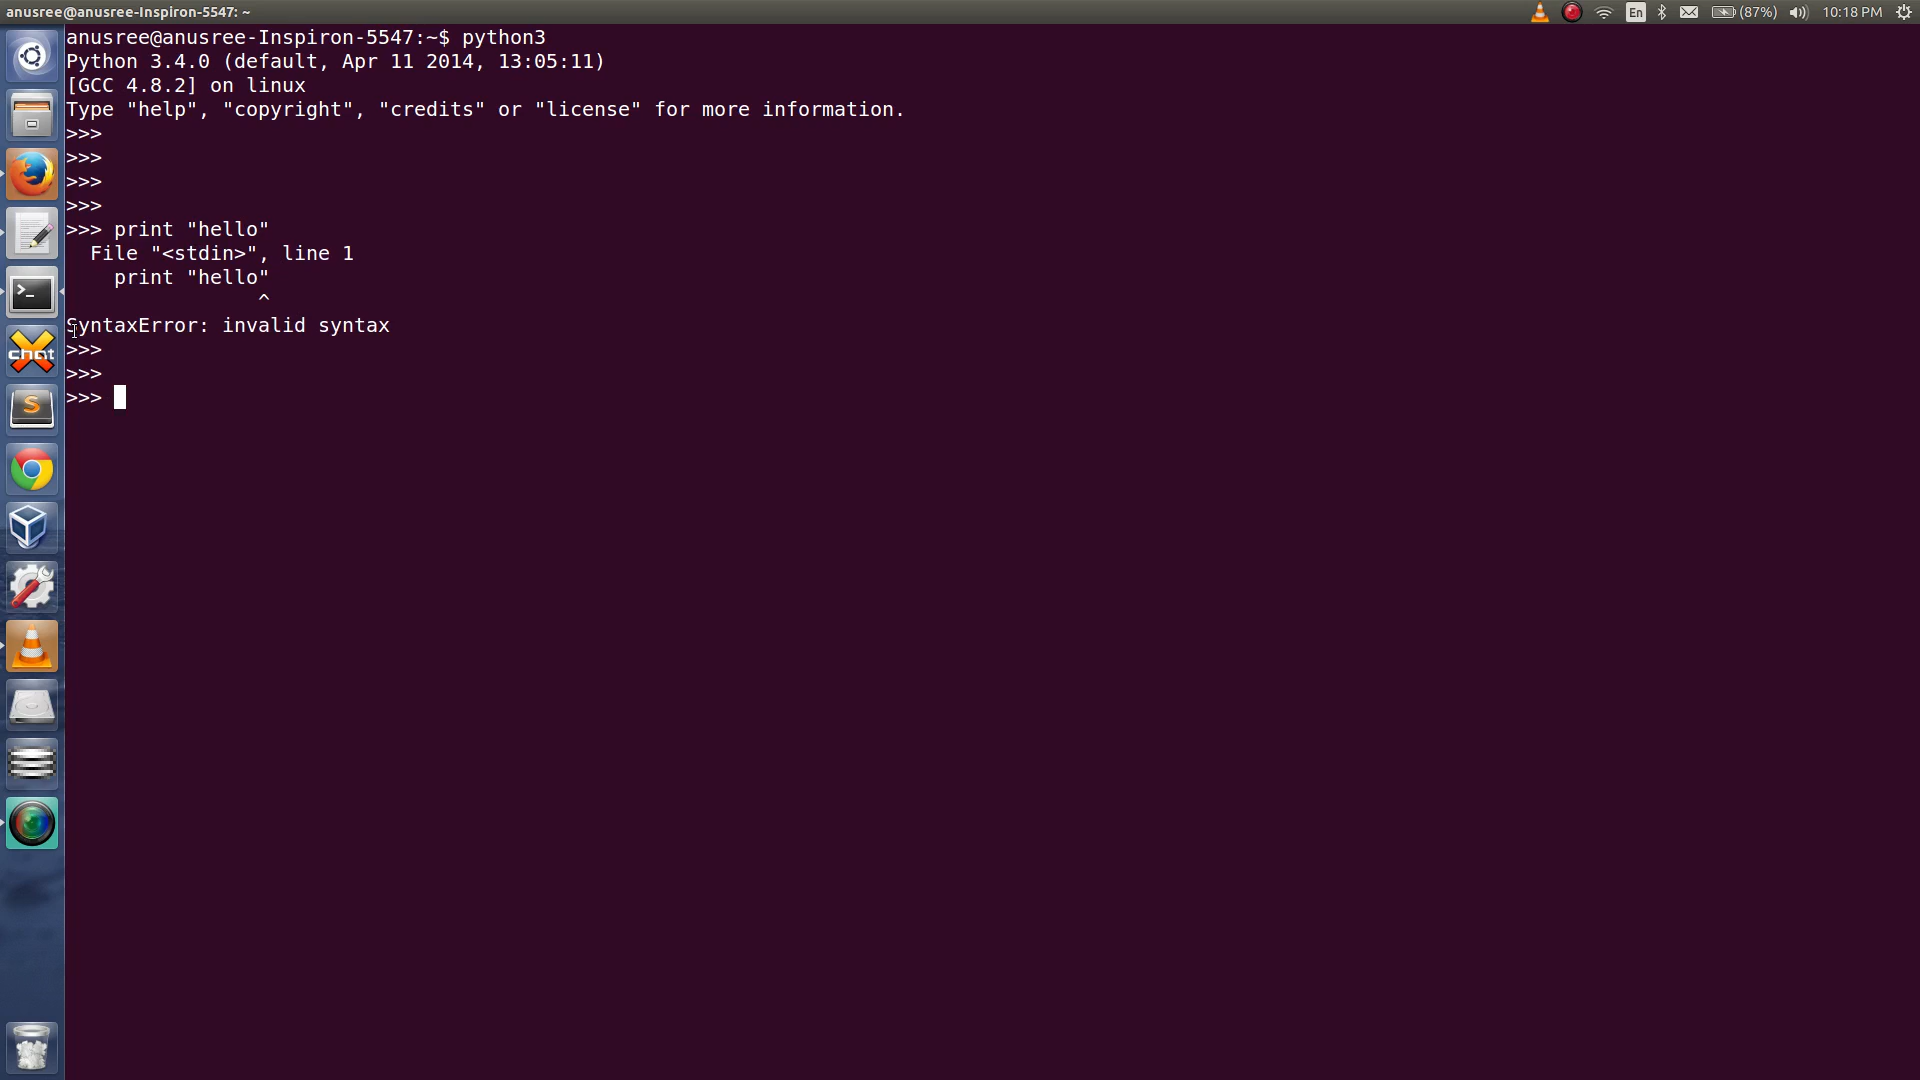 anusree@anusree-Inspiron-5547: ~
En
(87%)
10:18 PM
anusree@anusree-Inspiron-5547:~$ python3
Python 3.4.0 (default, Apr 11 2014, 13:05:11)
[GCC 4.8.2] on linux
Type "help", "copyright", "credits" or "license" for more information.
>>>
>>>
>>>
>>>
>>> print "hello"
  File "<stdin>", line 1
    print "hello"
                ^
SyntaxError: invalid syntax
>>>
>>>
>>>
>_
chat
S